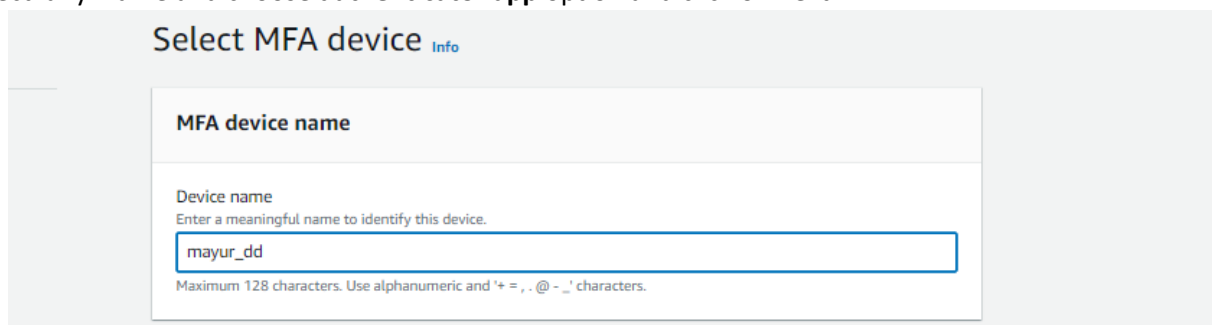 Select MFA device Info
MFA device name
Device name
Enter a meaningful name to identify this device.
mayur_dd
Maximum 128 characters. Use alphanumeric and '+ = , . @ - _' characters.